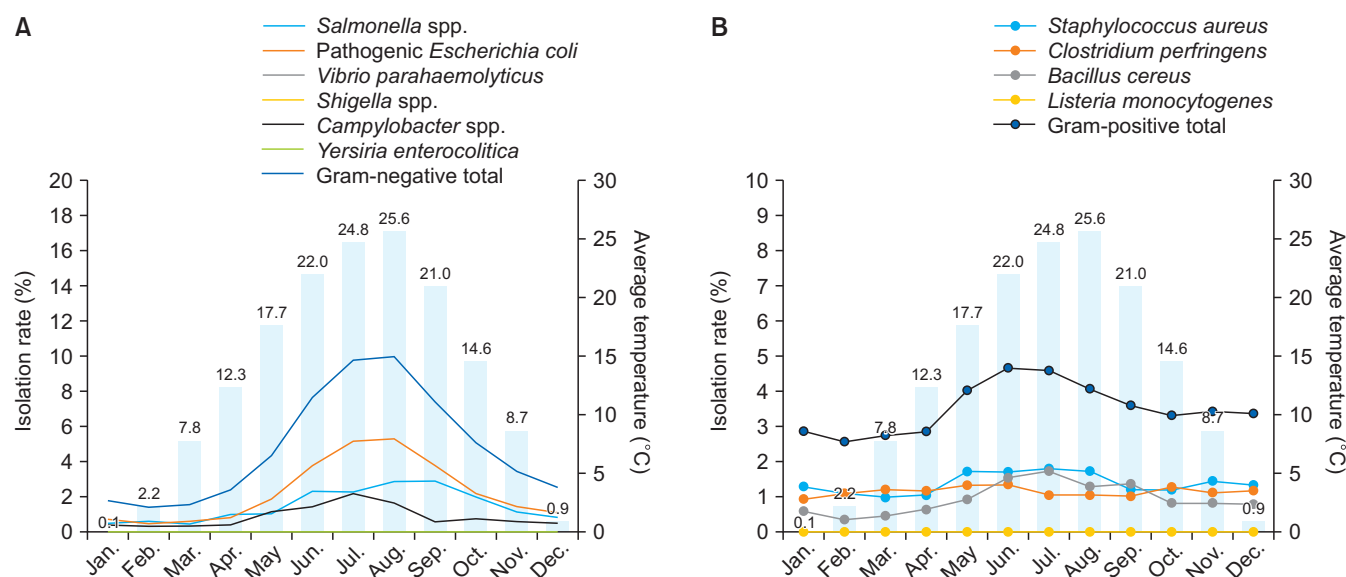 A
Salmonella spp.
Pathogenic Escherichia coli
Vibrio parahaemolyticus
Shigella spp.
Campylobacter spp.
Yersiria enterocolitica
Gram-negative total
Isolation rate (%)
20
18
16
14
12
10
8
6
4
2
0
30
25
20
15
10
5
0
Average temperature (°C)
0.1
2.2
7.8
12.3
17.7
22.0
24.8
25.6
21.0
14.6
8.7
0.9
Jan.
Feb.
Mar.
Apr.
May
Jun.
Jul.
Aug.
Sep.
Oct.
Nov.
Dec.
B
Staphylococcus aureus
Clostridium perfringens
Bacillus cereus
Listeria monocytogenes
Gram-positive total
Isolation rate (%)
10
9
8
7
6
5
4
3
2
1
0
30
25
20
15
10
5
0
Average temperature (°C)
0.1
2.2
7.8
12.3
17.7
22.0
24.8
25.6
21.0
14.6
8.7
0.9
Jan.
Feb.
Mar.
Apr.
May
Jun.
Jul.
Aug.
Sep.
Oct.
Nov.
Dec.